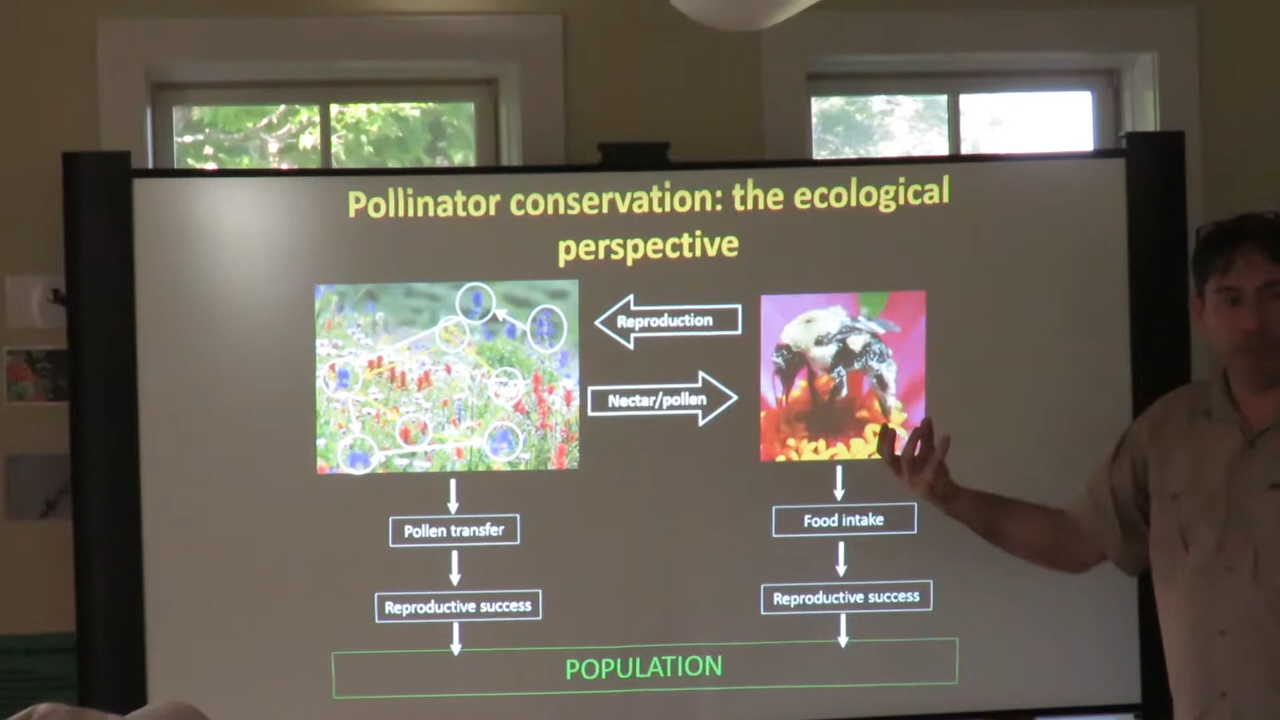 Pollinator conservation: the ecological
perspective
Reproduction
Nectar/pollen
Pollen transfer
Food intake
Reproductive success
Reproductive success
POPULATION